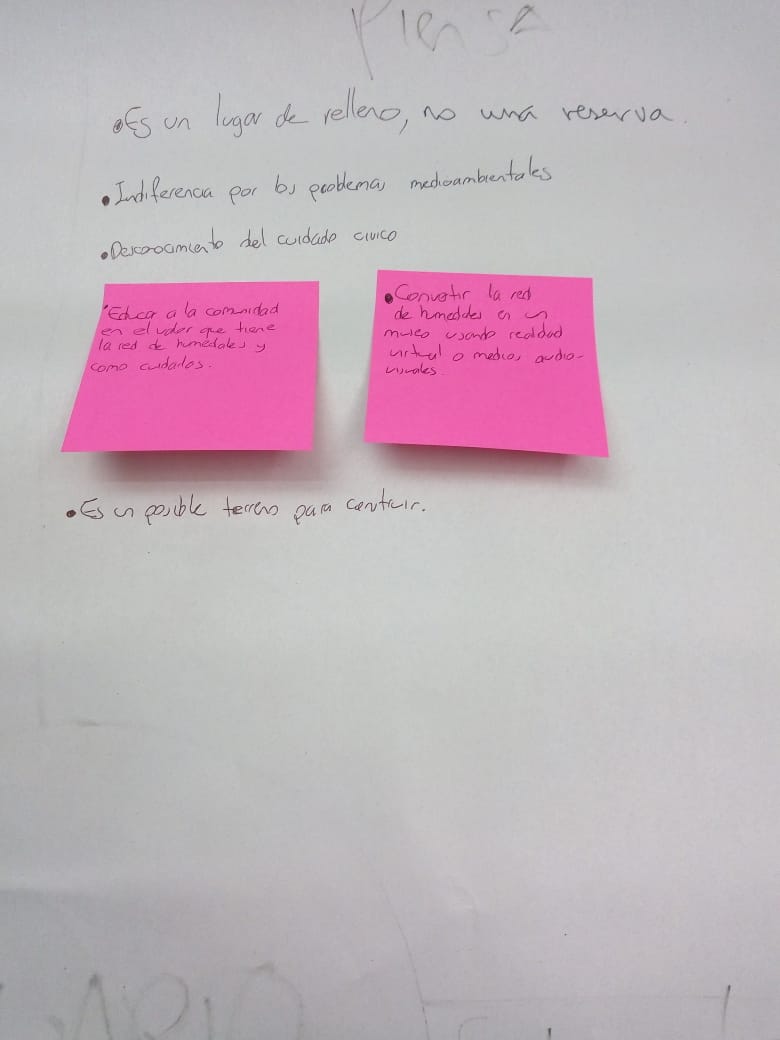 Piensa
• Es un lugar de relleno, no una reserva.
• Indiferencia por los problemas medioambientales
• Desconocimiento del cuidado civico
• Educar a la comunidad
en el valor que tiene
la red de humedales y
como cuidarlos.
• Convertir la red
de humedales en un
museo usando realidad
virtual o medios audio-
visuales.
• Es un posible terreno para construir.